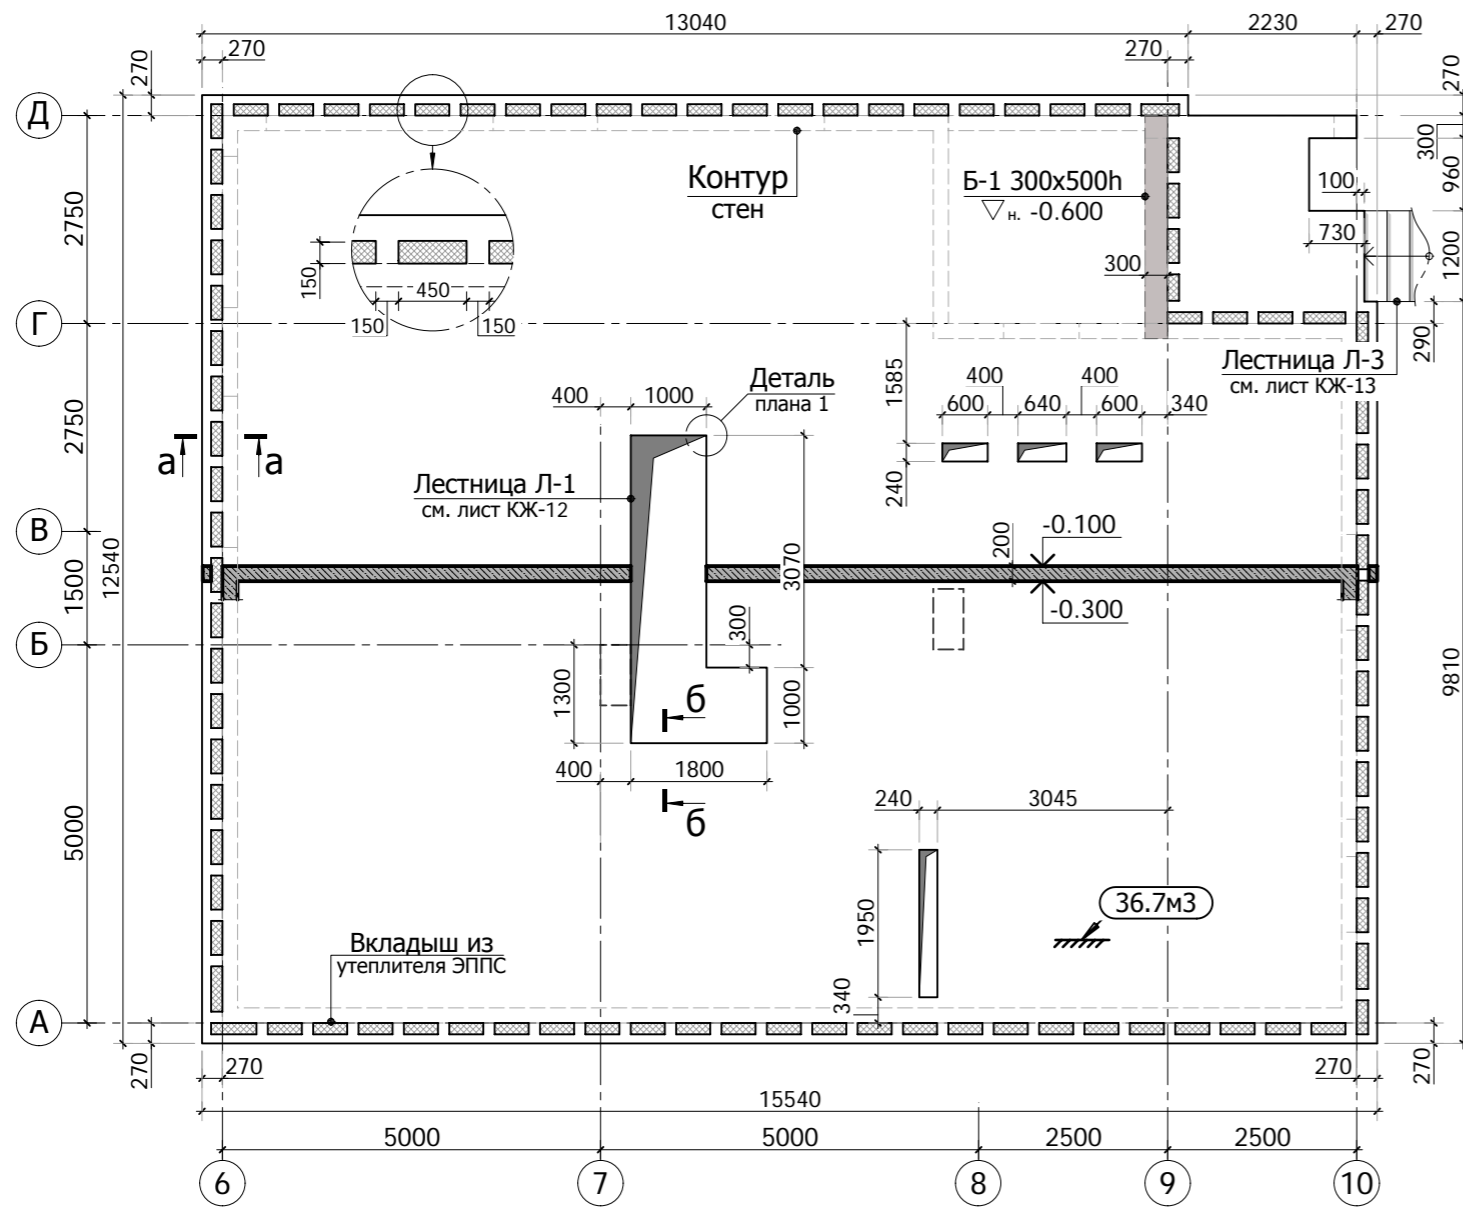 13040
2230
270
270
270
270
270
Д
Контур
стен
Б-1 300x500h
н. -0.600
300
960
100
730
1200
2750
150
450
150
150
300
Г
290
Лестница Л-3
см. лист КЖ-13
1585
400
400
600
640
600
340
240
400
1000
Деталь
плана 1
2750
а
а
Лестница Л-1
см. лист КЖ-12
В
12540
1500
3070
200
-0.100
-0.300
Б
300
9810
1300
б
1000
400
1800
б
240
3045
5000
1950
36.7м3
Вкладыш из
утеплителя ЭППС
340
А
270
270
270
270
15540
5000
5000
2500
2500
6
7
8
9
10